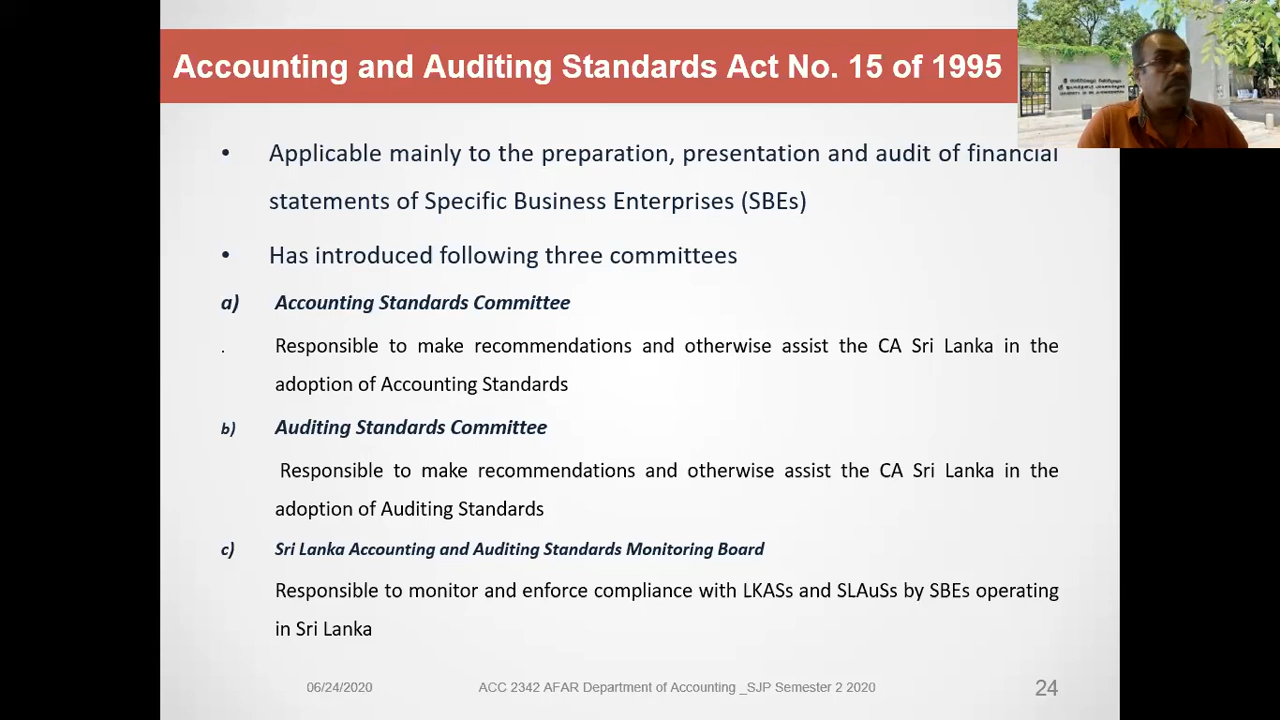 Accounting and Auditing Standards Act No. 15 of 1995
• Applicable mainly to the preparation, presentation and audit of financial
statements of Specific Business Enterprises (SBEs)
• Has introduced following three committees
a) Accounting Standards Committee
. Responsible to make recommendations and otherwise assist the CA Sri Lanka in the
adoption of Accounting Standards
b) Auditing Standards Committee
Responsible to make recommendations and otherwise assist the CA Sri Lanka in the
adoption of Auditing Standards
c) Sri Lanka Accounting and Auditing Standards Monitoring Board
Responsible to monitor and enforce compliance with LKASs and SLAuSs by SBEs operating
in Sri Lanka
06/24/2020 ACC 2342 AFAR Department of Accounting _SJP Semester 2 2020 24